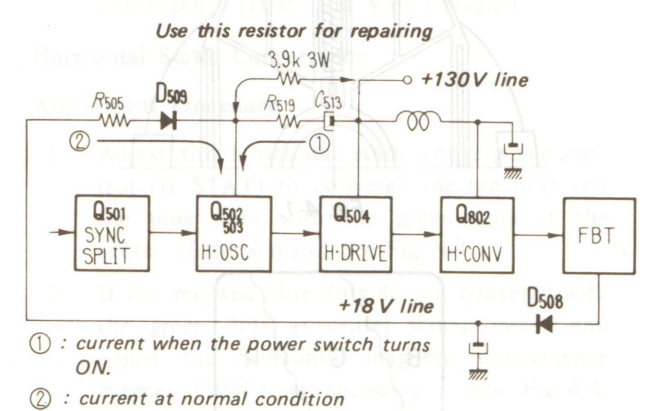 Use this resistor for repairing
3.9k 3W
+130V line
R505
D509
R519
C513
②
①
Q501
SYNC
SPLIT
Q502
503
H·OSC
Q504
H·DRIVE
Q802
H·CONV
FBT
+18V line
D508
① : current when the power switch turns
ON.
② : current at normal condition